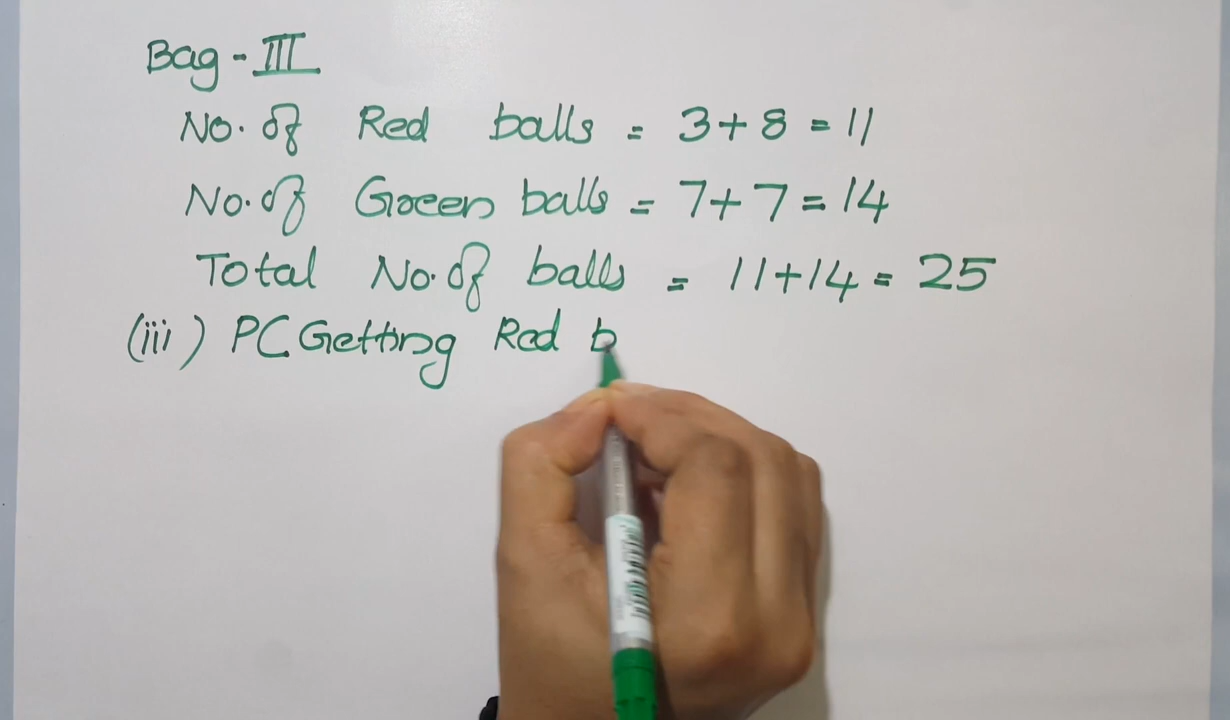 Bag - III
No. of Red balls = 3 + 8 = 11
No. of Green balls = 7 + 7 = 14
Total No. of balls = 11 + 14 = 25
(iii) P(Getting Red b